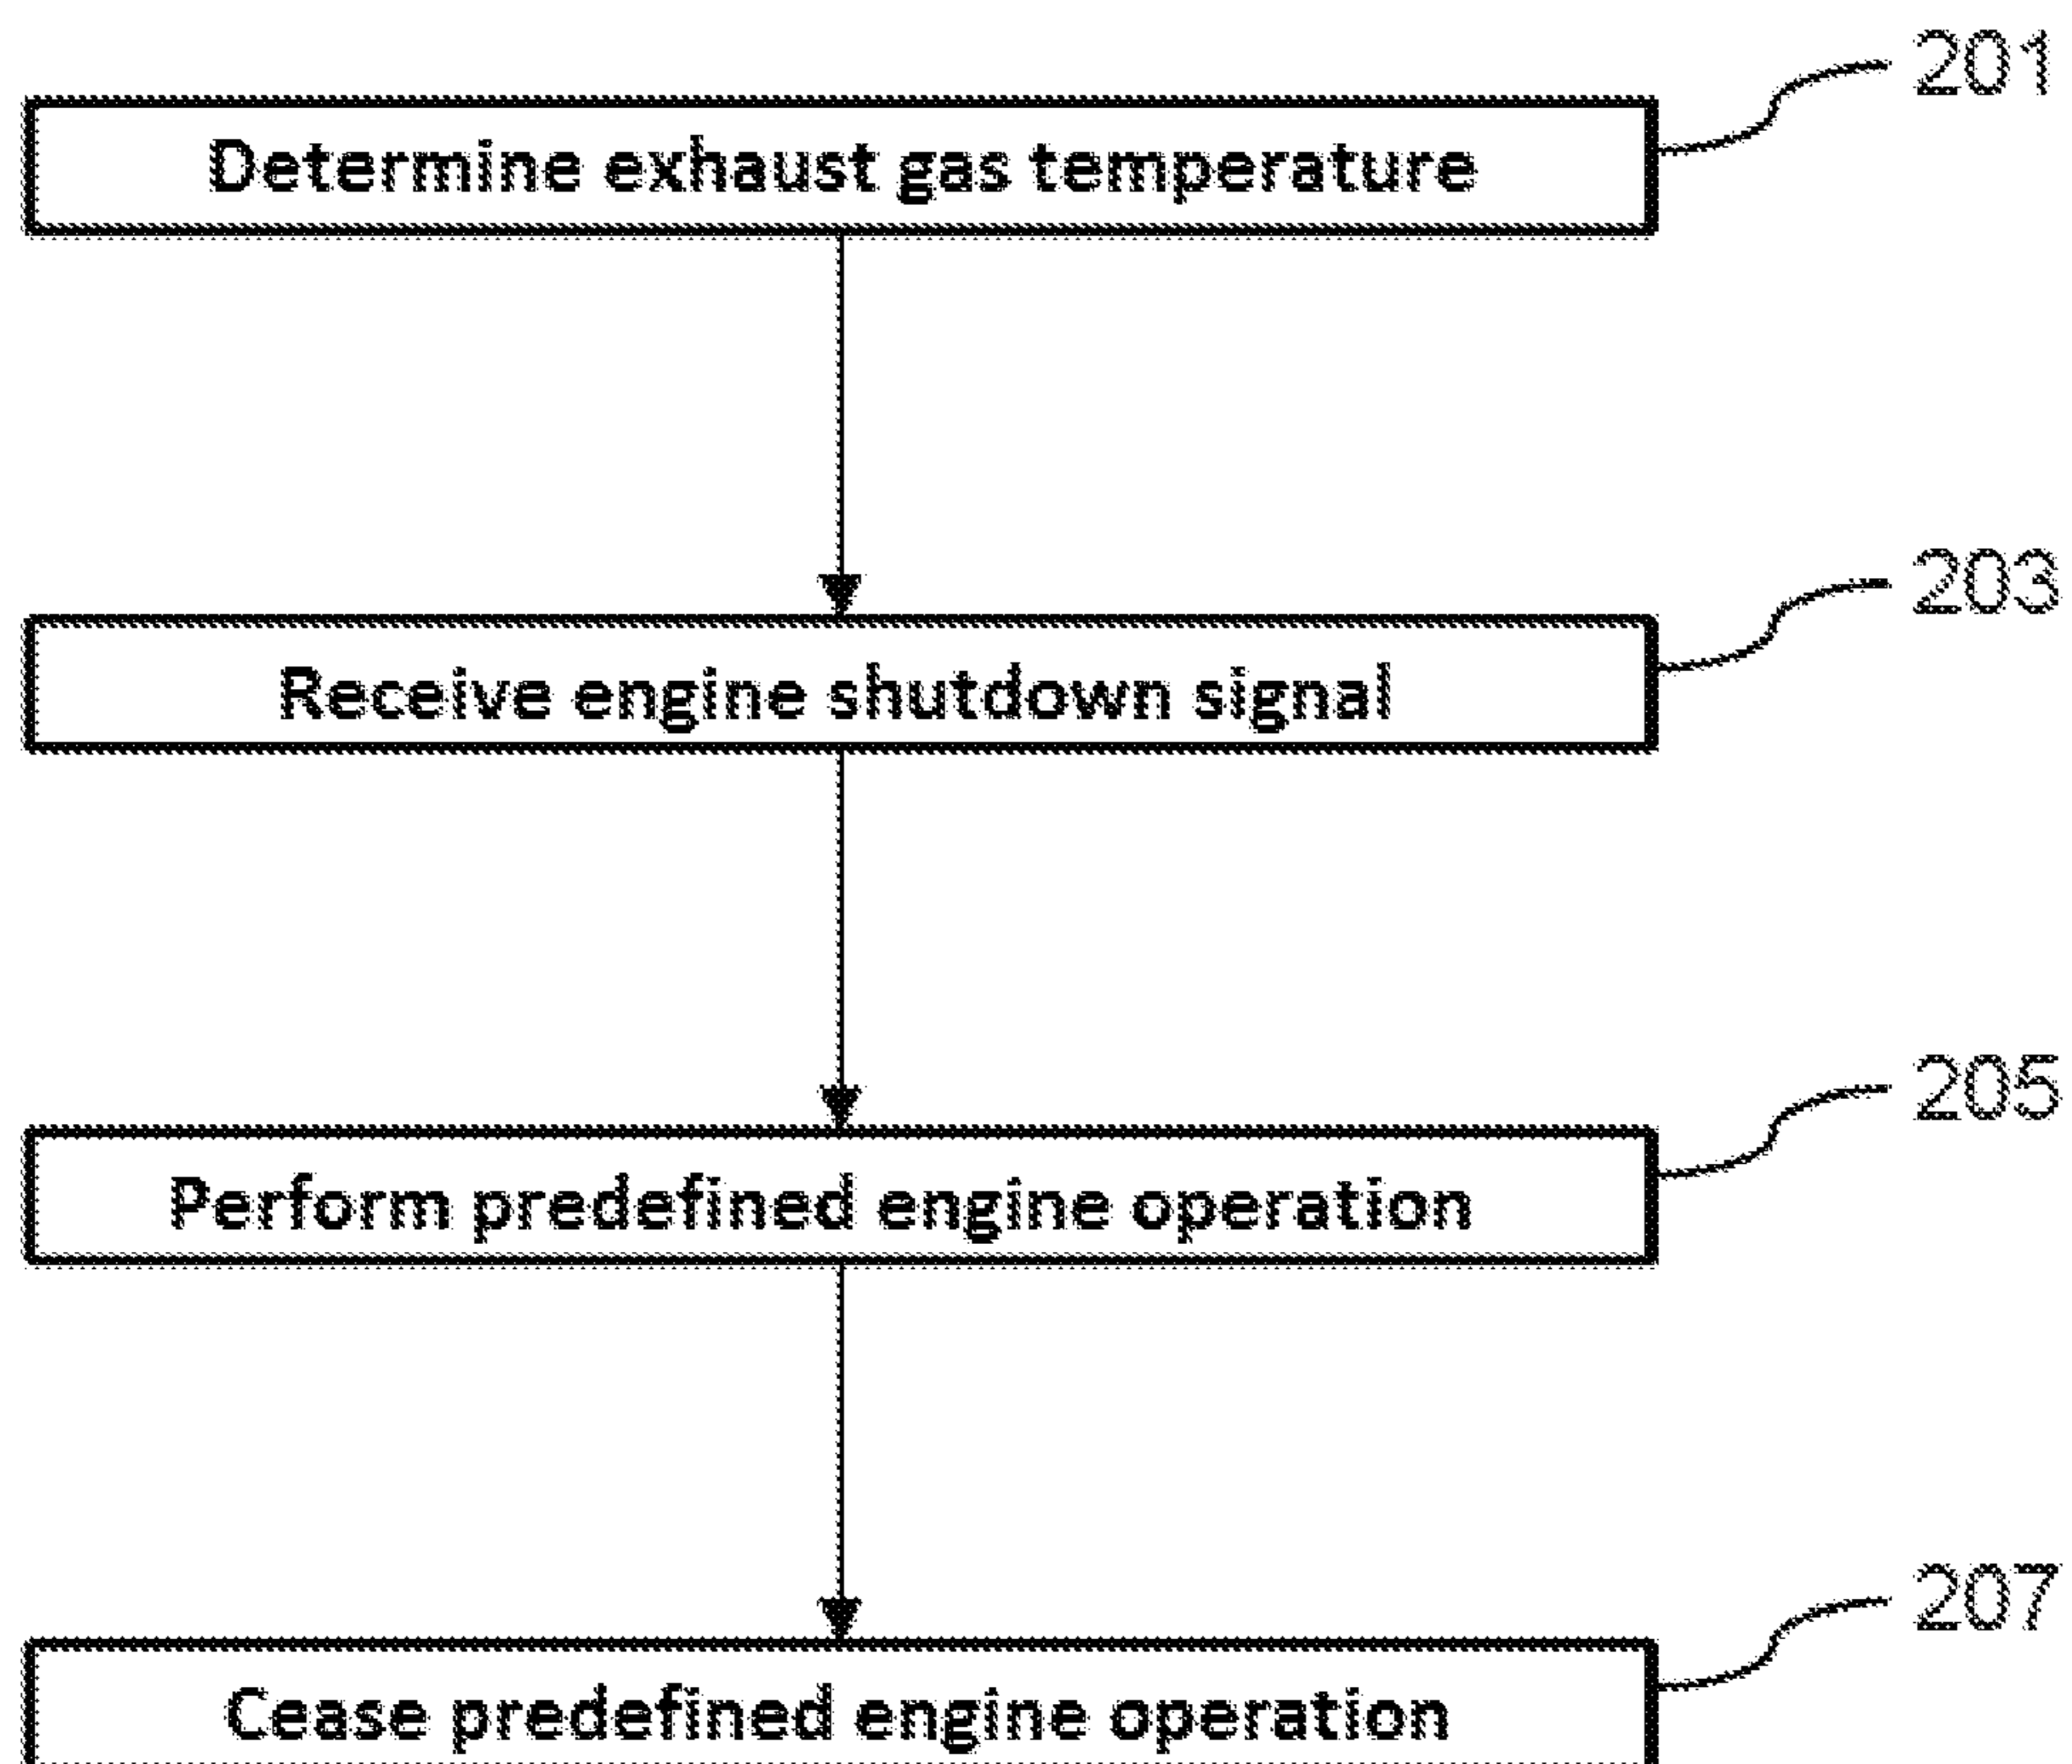 201
Determine exhaust gas temperature
203
Receive engine shutdown signal
205
Perform predefined engine operation
207
Cease predefined engine operation